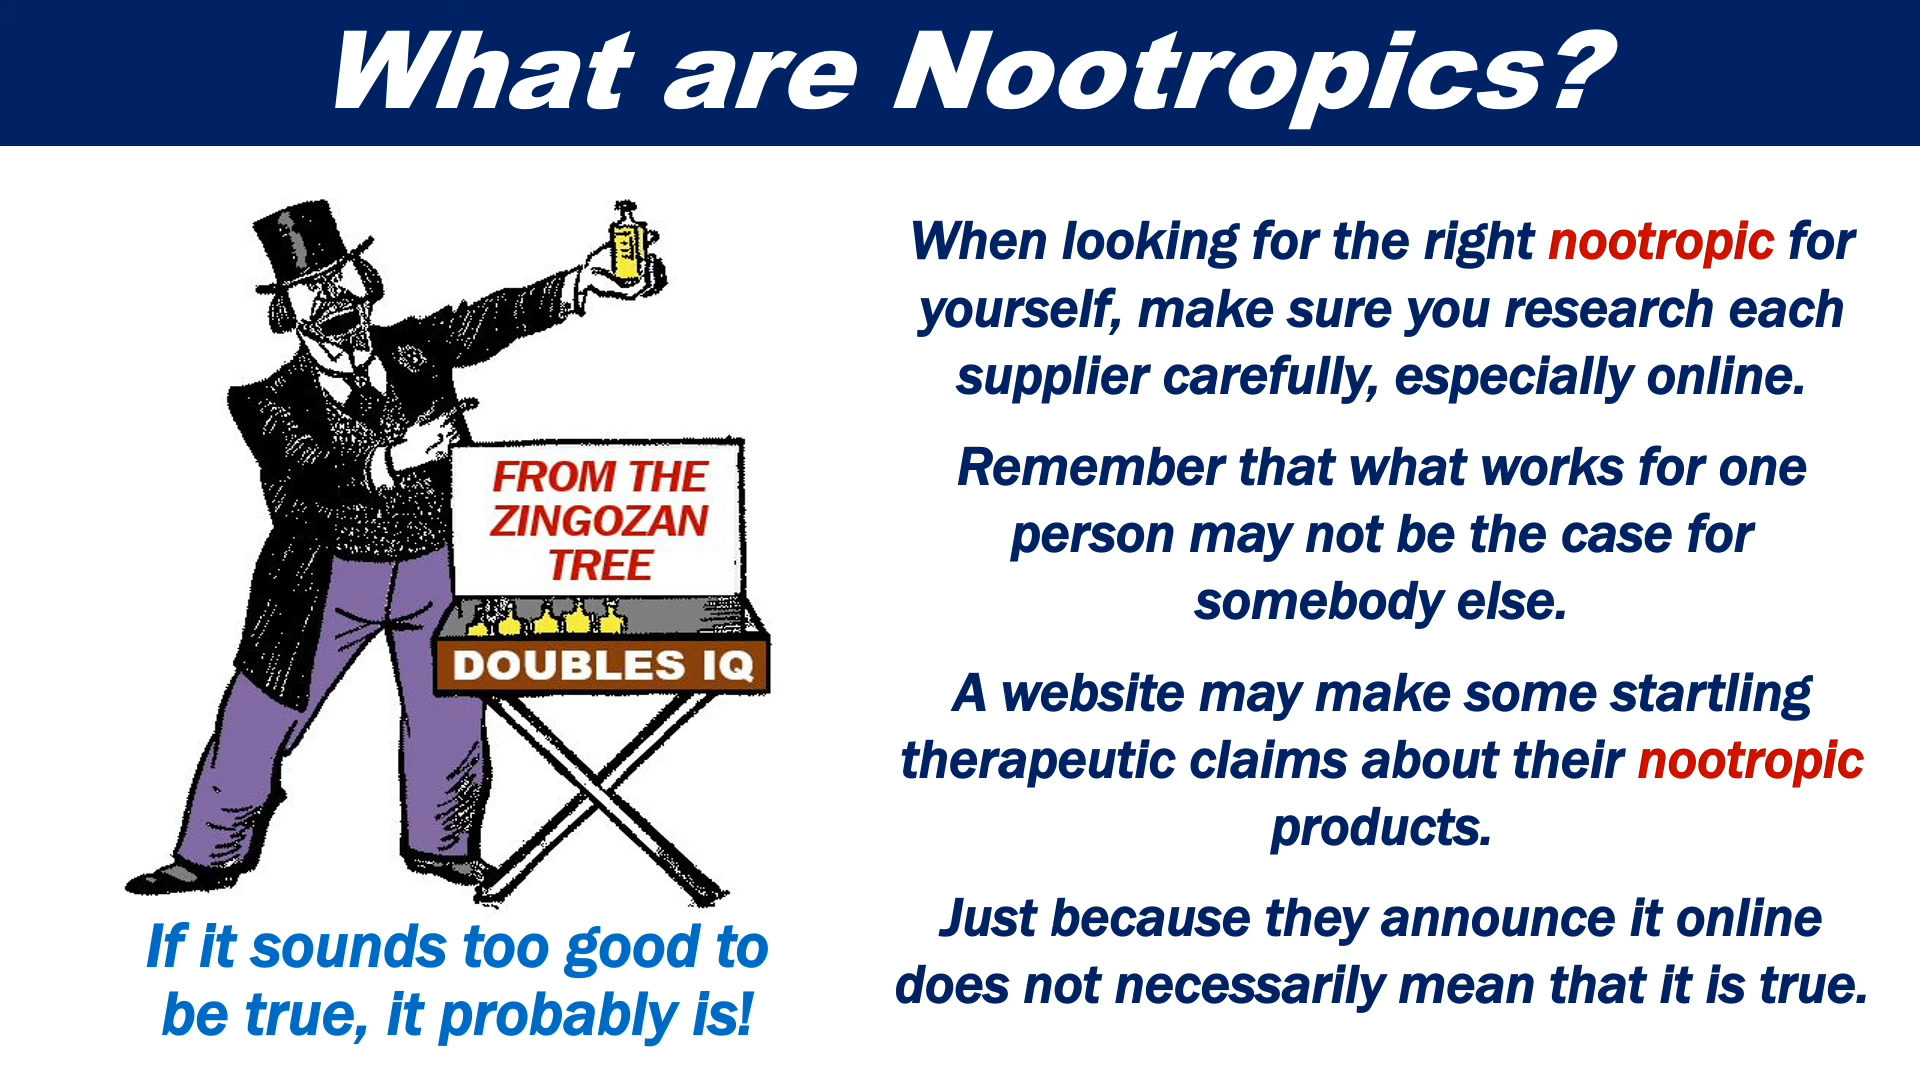 What are Nootropics?
FROM THE
ZINGOZAN
TREE
DOUBLES IQ
If it sounds too good to
be true, it probably is!
When looking for the right nootropic for
yourself, make sure you research each
supplier carefully, especially online.
Remember that what works for one
person may not be the case for
somebody else.
A website may make some startling
therapeutic claims about their nootropic
products.
Just because they announce it online
does not necessarily mean that it is true.